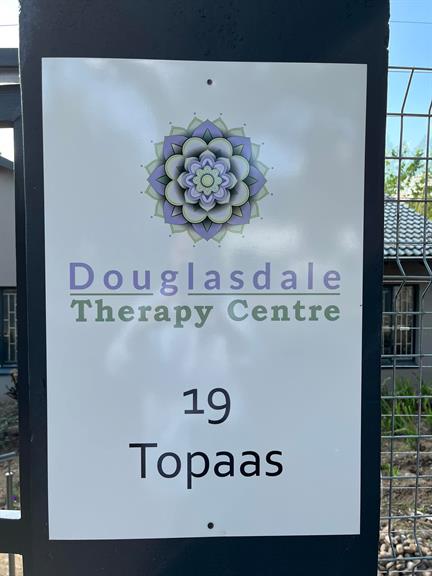 Douglasdale
Therapy Centre
19
Topaas